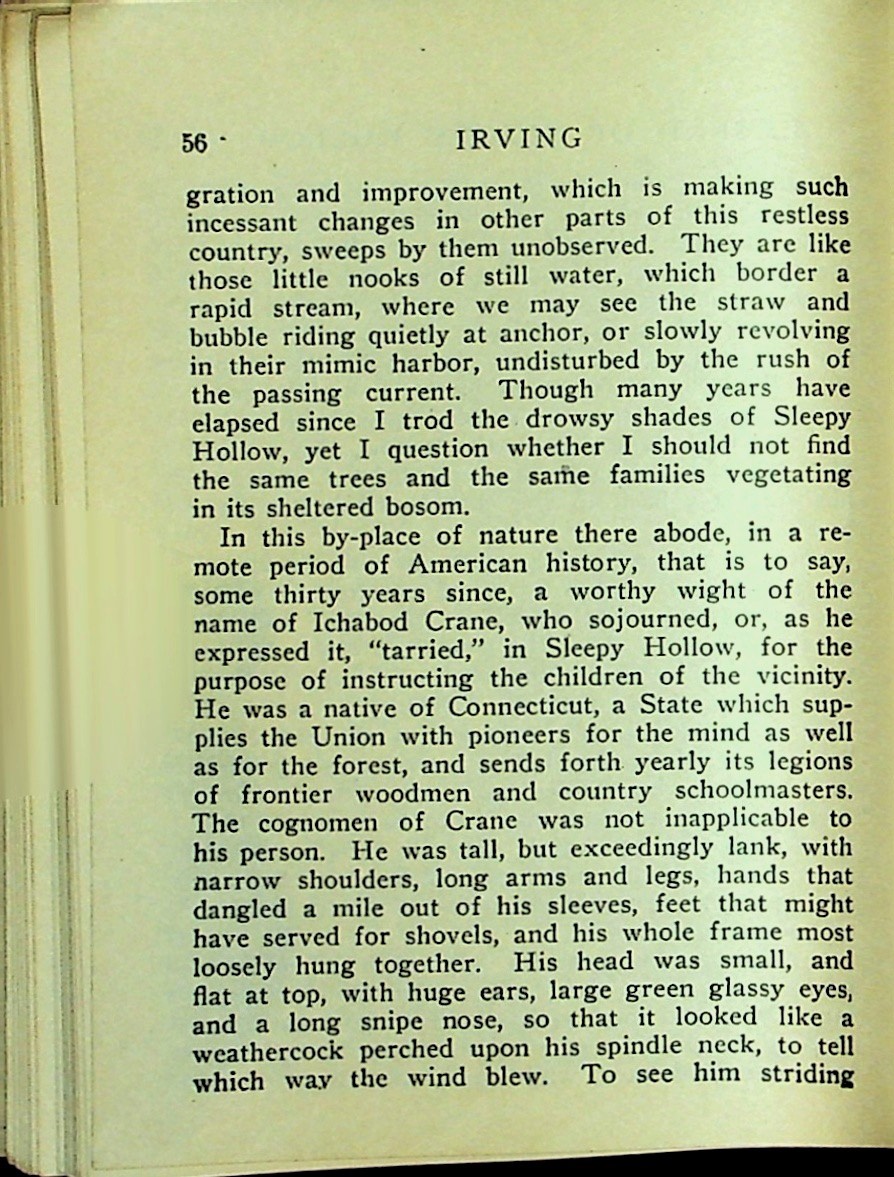 56
IRVING
gration and improvement, which is making such
incessant changes in other parts of this restless
country, sweeps by them unobserved. They are like
those little nooks of still water, which border a
rapid stream, where we may see the straw and
bubble riding quietly at anchor, or slowly revolving
in their mimic harbor, undisturbed by the rush of
the passing current. Though many years have
elapsed since I trod the drowsy shades of Sleepy
Hollow, yet I question whether I should not find
the same trees and the same families vegetating
in its sheltered bosom.
In this by-place of nature there abode, in a re-
mote period of American history, that is to say,
some thirty years since, a worthy wight of the
name of Ichabod Crane, who sojourned, or, as he
expressed it, “tarried,” in Sleepy Hollow, for the
purpose of instructing the children of the vicinity.
He was a native of Connecticut, a State which sup-
plies the Union with pioneers for the mind as well
as for the forest, and sends forth yearly its legions
of frontier woodmen and country schoolmasters.
The cognomen of Crane was not inapplicable to
his person. He was tall, but exceedingly lank, with
narrow shoulders, long arms and legs, hands that
dangled a mile out of his sleeves, feet that might
have served for shovels, and his whole frame most
loosely hung together. His head was small, and
flat at top, with huge ears, large green glassy eyes,
and a long snipe nose, so that it looked like a
weathercock perched upon his spindle neck, to tell
which way the wind blew. To see him striding